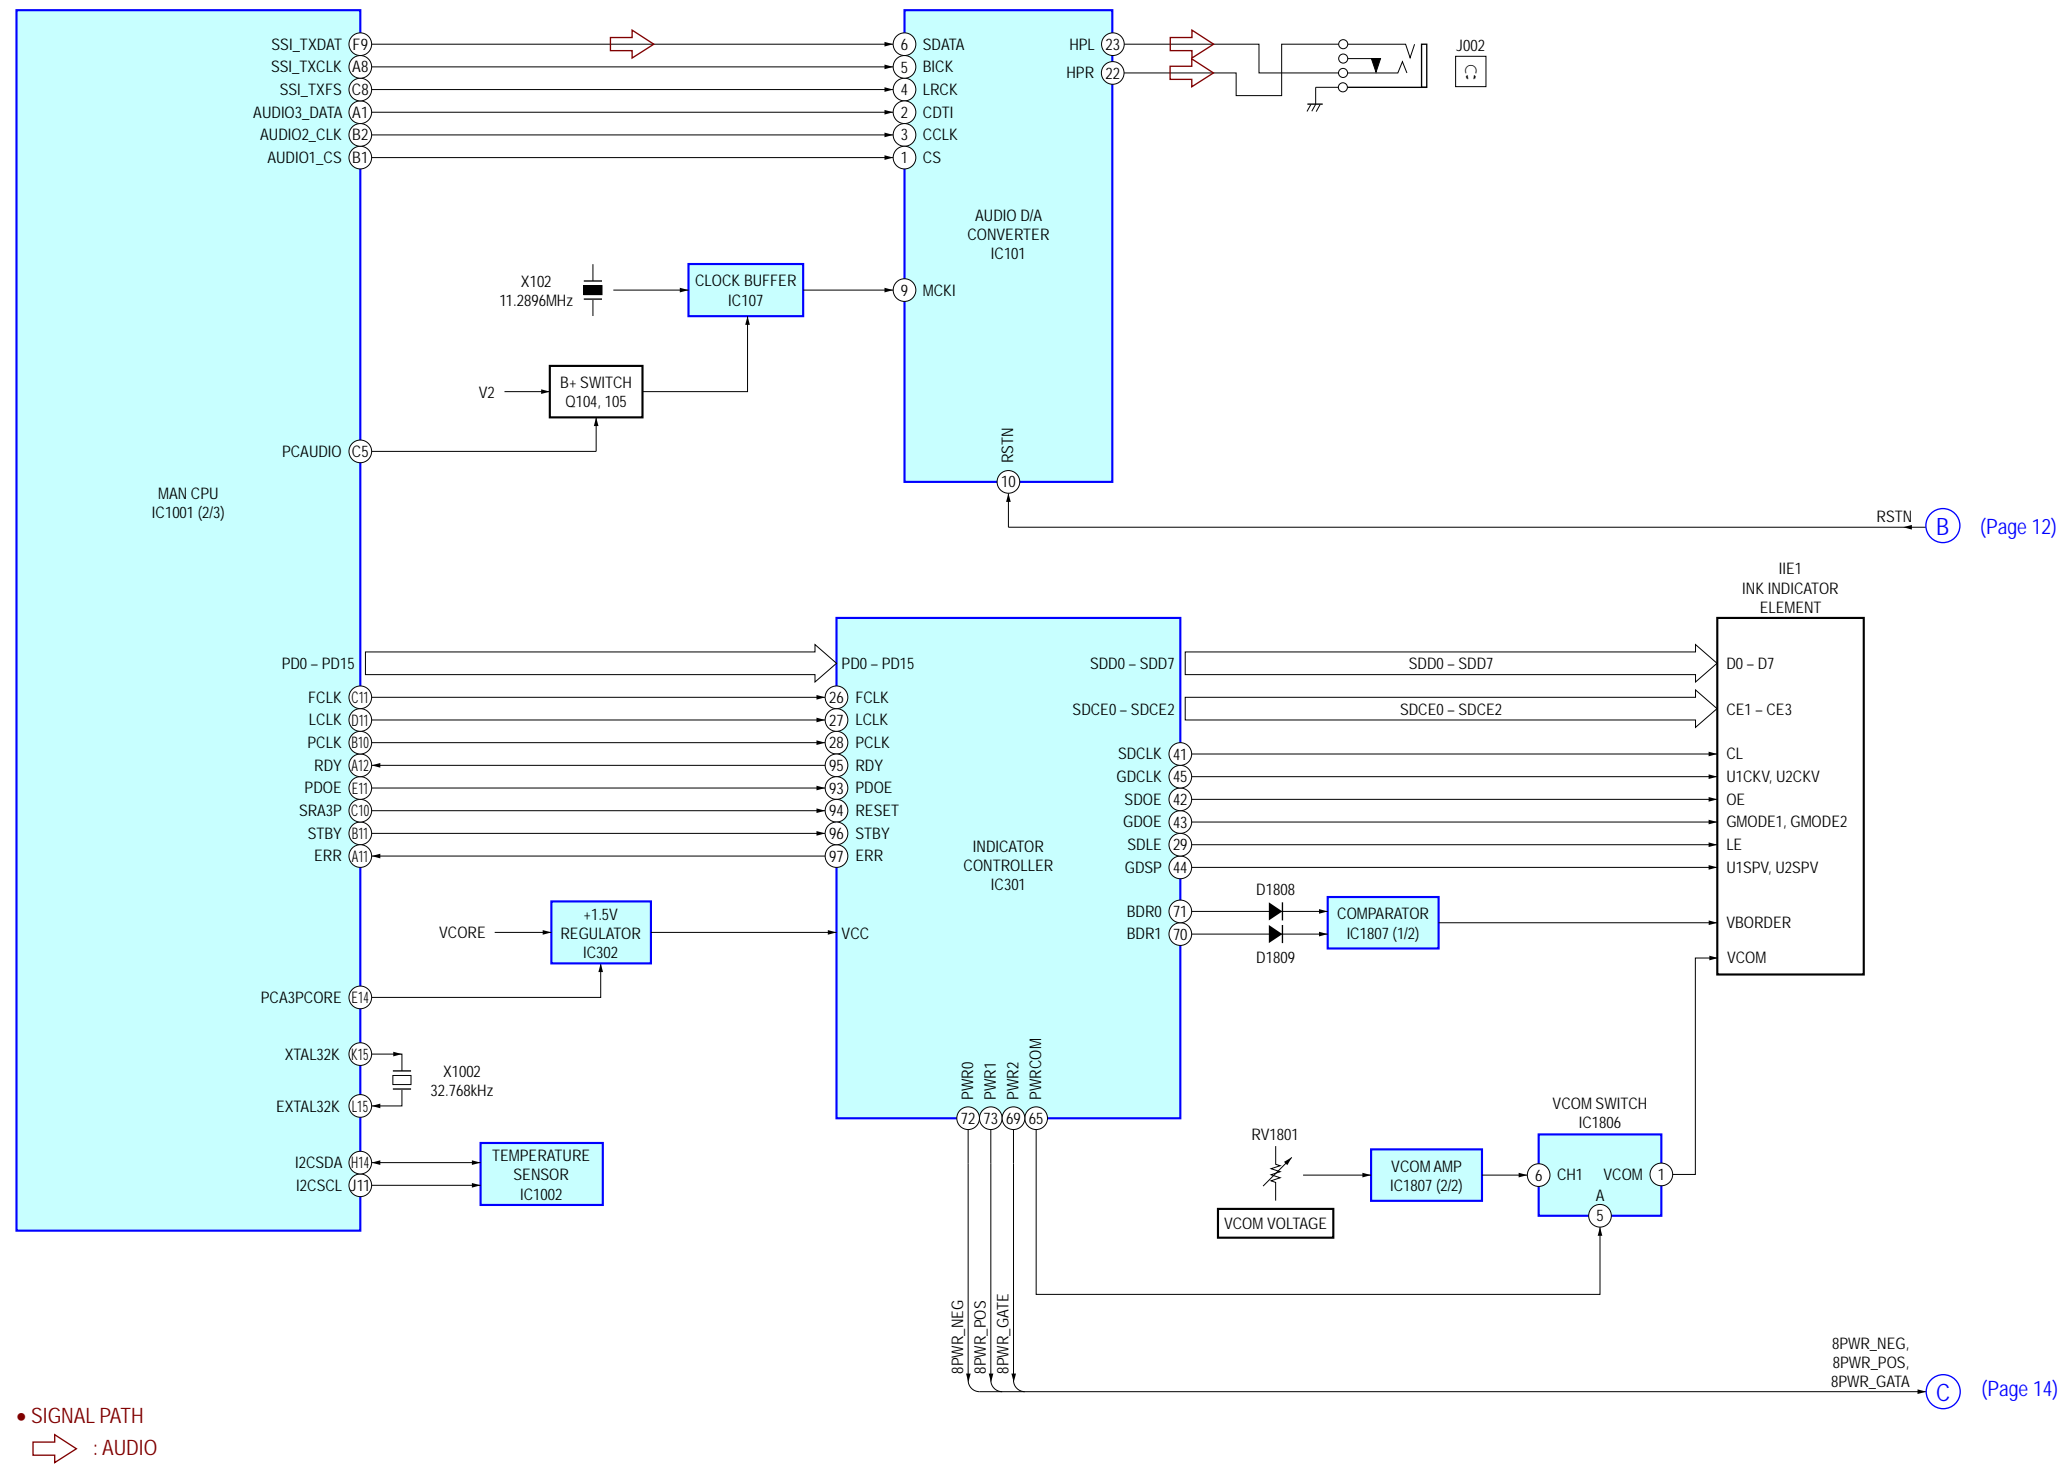 SSI_TXDAT F9
SSI_TXCLK A8
SSI_TXFS C8
AUDIO3_DATA A1
AUDIO2_CLK B2
AUDIO1_CS B1
PCAUDIO C5
MAN CPU
IC1001 (2/3)
PD0 – PD15
FCLK C11
LCLK D11
PCLK B10
RDY A12
PDOE E11
SRA3P C10
STBY B11
ERR A11
PCA3PCORE E14
XTAL32K K15
EXTAL32K L15
I2CSDA H14
I2CSCL J11
X102
11.2896MHz
CLOCK BUFFER
IC107
V2
B+ SWITCH
Q104, 105
6 SDATA
5 BICK
4 LRCK
2 CDTI
3 CCLK
1 CS
AUDIO D/A
CONVERTER
IC101
9 MCKI
RSTN
10
HPL 23
HPR 22
J002
RSTN
B (Page 12)
PD0 – PD15
26 FCLK
27 LCLK
28 PCLK
95 RDY
93 PDOE
94 RESET
96 STBY
97 ERR
VCORE
+1.5V
REGULATOR
IC302
VCC
X1002
32.768kHz
TEMPERATURE
SENSOR
IC1002
INDICATOR
CONTROLLER
IC301
SDD0 – SDD7
SDCE0 – SDCE2
SDCLK 41
GDCLK 45
SDOE 42
GDOE 43
SDLE 29
GDSP 44
BDR0 71
BDR1 70
PWR0
PWR1
PWR2
PWRCOM
72 73 69 65
8PWR_NEG
8PWR_POS
8PWR_GATE
SDD0 – SDD7
SDCE0 – SDCE2
D1808
D1809
COMPARATOR
IC1807 (1/2)
IIE1
INK INDICATOR
ELEMENT
D0 – D7
CE1 – CE3
CL
U1CKV, U2CKV
OE
GMODE1, GMODE2
LE
U1SPV, U2SPV
VBORDER
VCOM
RV1801
VCOM VOLTAGE
VCOM AMP
IC1807 (2/2)
VCOM SWITCH
IC1806
6 CH1 VCOM 1
A
5
8PWR_NEG,
8PWR_POS,
8PWR_GATA
C (Page 14)
• SIGNAL PATH
: AUDIO